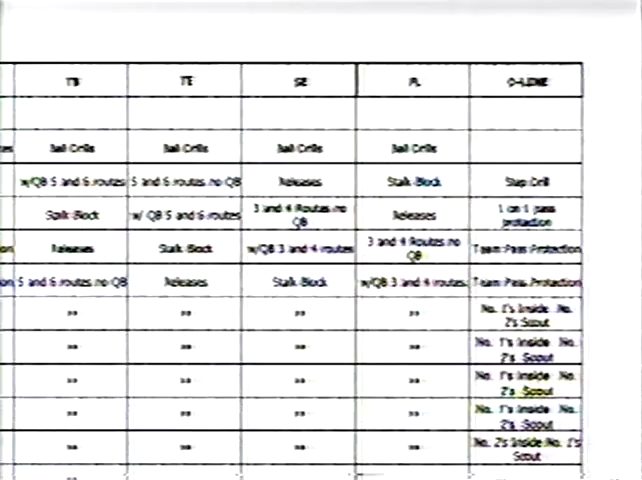 TB TE SE FL O-LINE
Ball Drills Ball Drills Ball Drills Ball Drills
w/QB 5 and 6 routes 5 and 6 routes no QB Releases Stalk Block Step Drill
Stalk Block w/ QB 5 and 6 routes 3 and 4 Routes no QB Releases 1 on 1 pass protection
Releases Stalk Block w/QB 3 and 4 routes 3 and 4 Routes no QB Team Pass Protection
5 and 6 routes no QB Releases Stalk Block w/QB 3 and 4 routes Team Pass Protection
"" "" "" "" No. 1's Inside No. 2's Scout
"" "" "" "" No. 1's Inside No. 2's Scout
"" "" "" "" No. 1's Inside No. 2's Scout
"" "" "" "" No. 1's Inside No. 2's Scout
"" "" "" "" No. 2's Inside No. 1's Scout